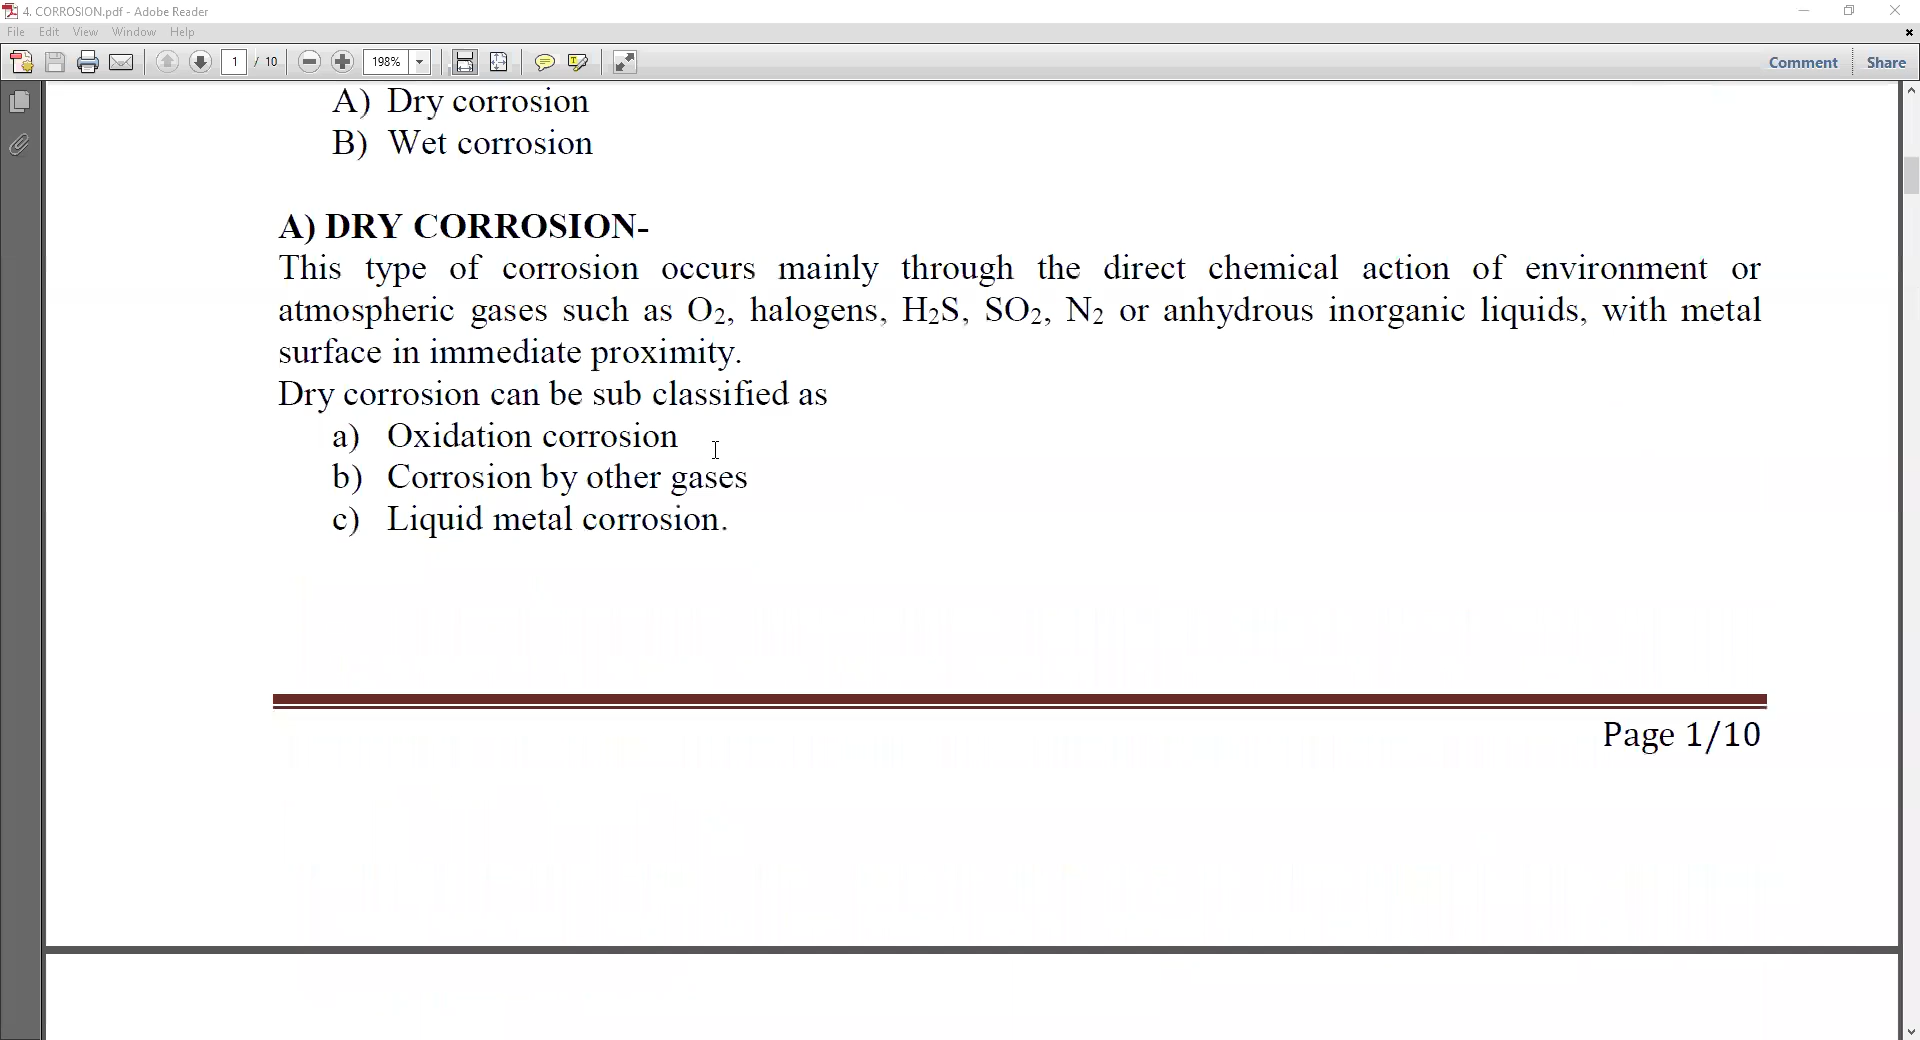 4. CORROSION.pdf - Adobe Reader
File Edit View Window Help
1 / 10 198% Comment Share
A) Dry corrosion
B) Wet corrosion
A) DRY CORROSION-
This type of corrosion occurs mainly through the direct chemical action of environment or
atmospheric gases such as O₂, halogens, H₂S, SO₂, N₂ or anhydrous inorganic liquids, with metal
surface in immediate proximity.
Dry corrosion can be sub classified as
a) Oxidation corrosion
b) Corrosion by other gases
c) Liquid metal corrosion.
Page 1/10